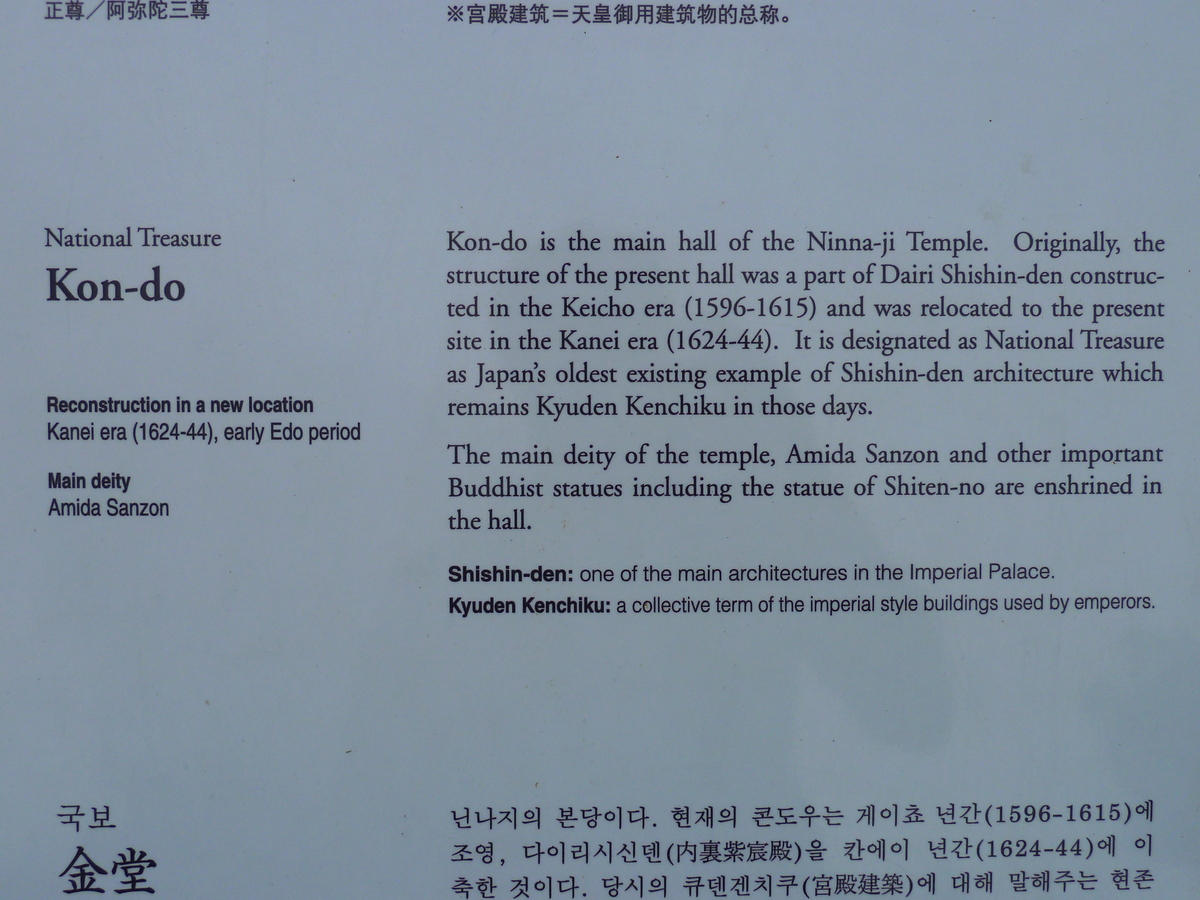 正尊／阿弥陀三尊
※宫殿建筑＝天皇御用建筑物的总称。
National Treasure
Kon-do
Reconstruction in a new location
Kanei era (1624-44), early Edo period
Main deity
Amida Sanzon
Kon-do is the main hall of the Ninna-ji Temple. Originally, the
structure of the present hall was a part of Dairi Shishin-den construc-
ted in the Keicho era (1596-1615) and was relocated to the present
site in the Kanei era (1624-44). It is designated as National Treasure
as Japan's oldest existing example of Shishin-den architecture which
remains Kyuden Kenchiku in those days.
The main deity of the temple, Amida Sanzon and other important
Buddhist statues including the statue of Shiten-no are enshrined in
the hall.
Shishin-den: one of the main architectures in the Imperial Palace.
Kyuden Kenchiku: a collective term of the imperial style buildings used by emperors.
국보
金堂
닌나지의 본당이다. 현재의 콘도우는 게이쵸 년간(1596-1615)에
조영, 다이리시신덴(内裏紫宸殿)을 칸에이 년간(1624-44)에 이
축한 것이다. 당시의 큐덴겐치쿠(宮殿建築)에 대해 말해주는 현존